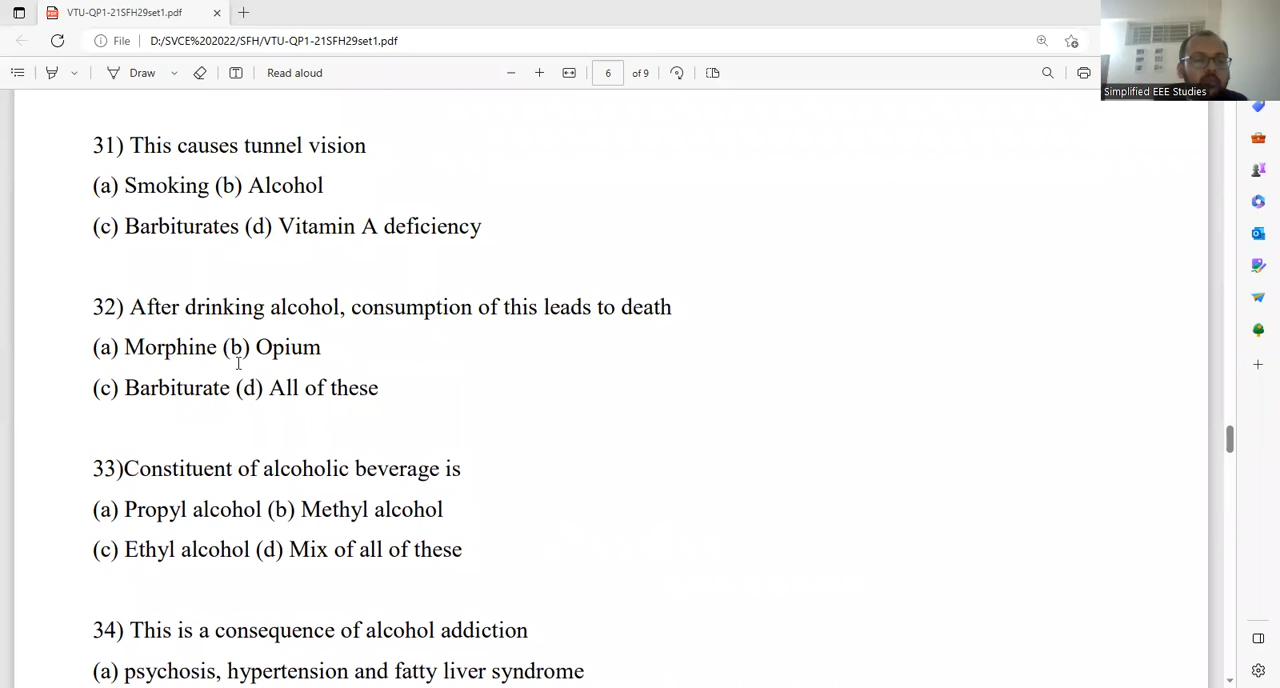 VTU-QP1-21SFH29set1.pdf
File D:/SVCE%202022/SFH/VTU-QP1-21SFH29set1.pdf
Draw Read aloud 6 of 9
Simplified EEE Studies
31) This causes tunnel vision
(a) Smoking (b) Alcohol
(c) Barbiturates (d) Vitamin A deficiency
32) After drinking alcohol, consumption of this leads to death
(a) Morphine (b) Opium
(c) Barbiturate (d) All of these
33)Constituent of alcoholic beverage is
(a) Propyl alcohol (b) Methyl alcohol
(c) Ethyl alcohol (d) Mix of all of these
34) This is a consequence of alcohol addiction
(a) psychosis, hypertension and fatty liver syndrome